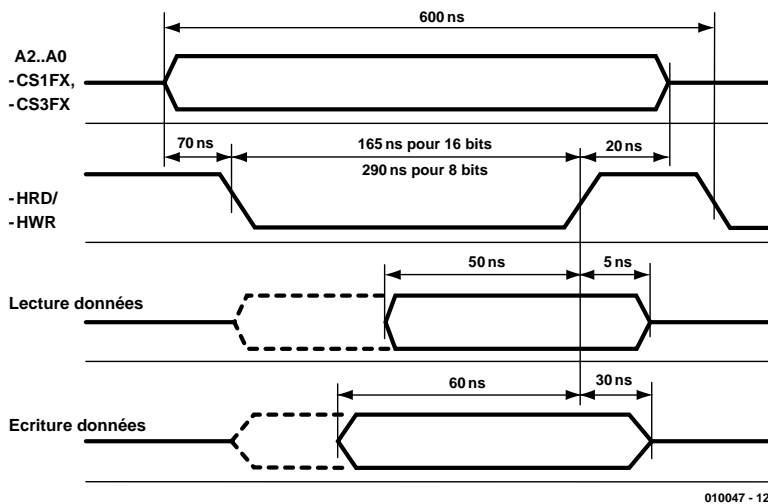 600 ns
A2..A0
-CS1FX,
-CS3FX
70 ns
165 ns pour 16 bits
20 ns
290 ns pour 8 bits
-HRD/
-HWR
50 ns
5 ns
Lecture données
60 ns
30 ns
Ecriture données
010047 - 12